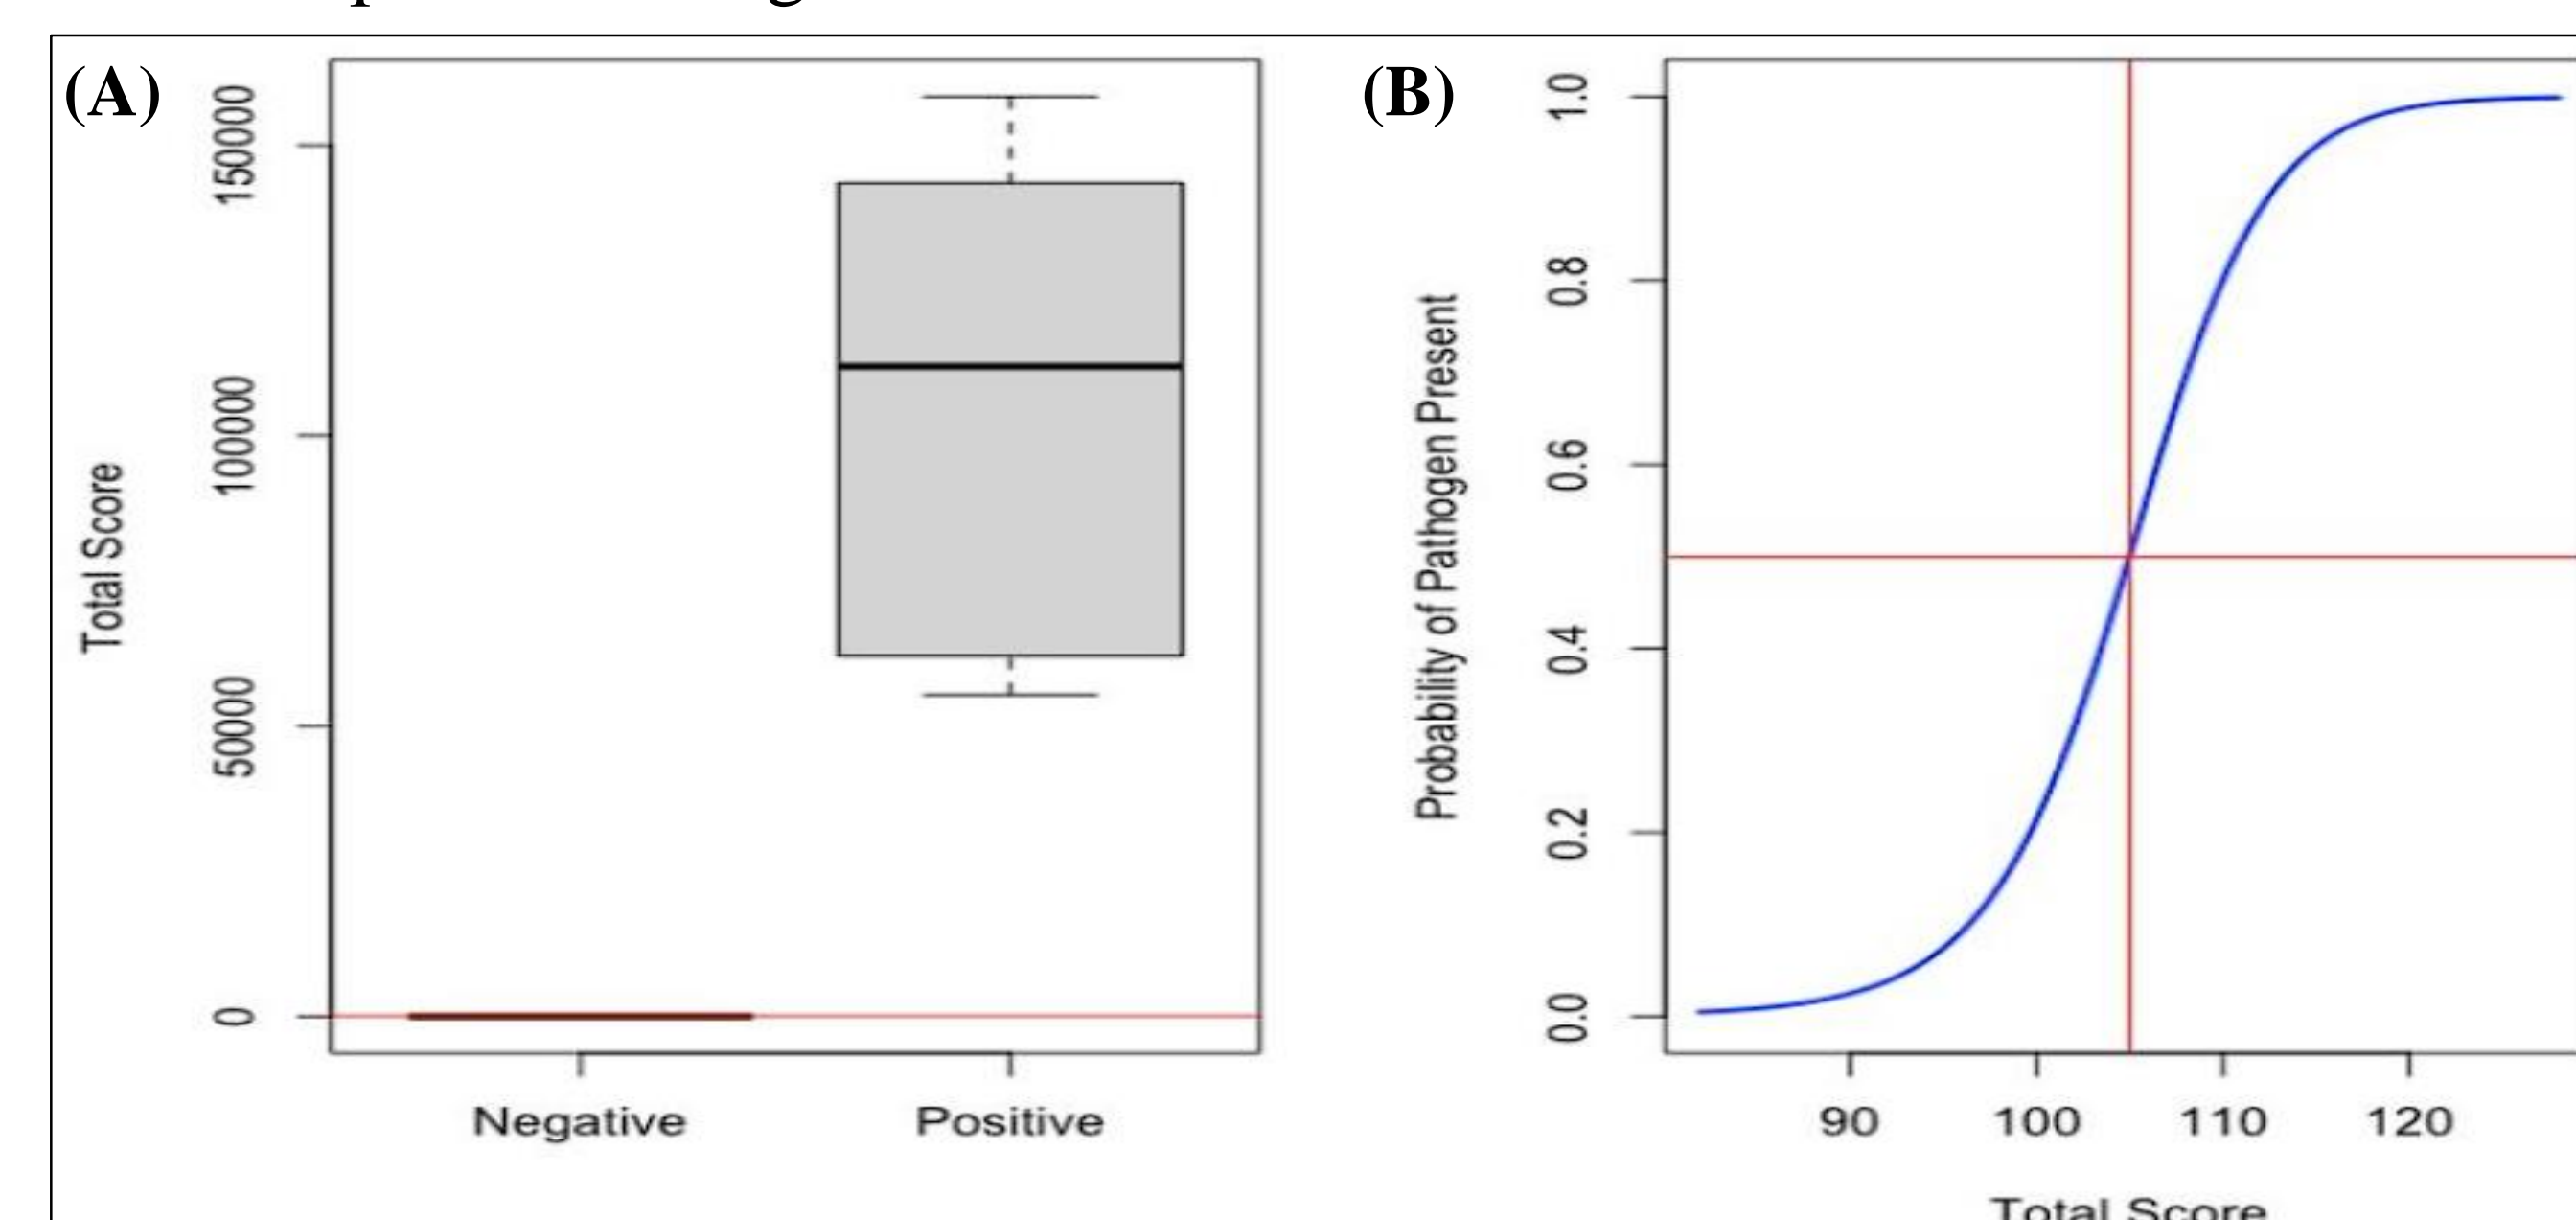 (A)
Total Score
150000
100000
50000
0
Negative Positive
(B)
Probability of Pathogen Present
1.0
0.8
0.6
0.4
0.2
0.0
90 100 110 120
Total Score